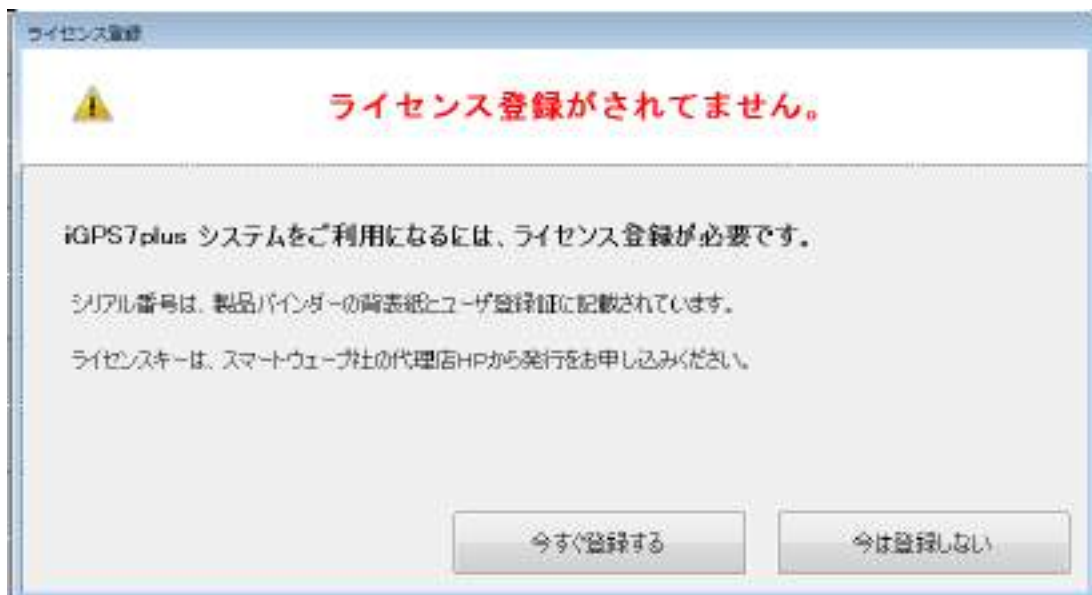 ライセンス登録
ライセンス登録がされてません。
iGPS7plus システムをご利用になるには、ライセンス登録が必要です。
シリアル番号は、製品バインダーの背表紙とユーザ登録証に記載されています。
ライセンスキーは、スマートウェーブ社の代理店HPから発行をお申し込みください。
今すぐ登録する
今は登録しない